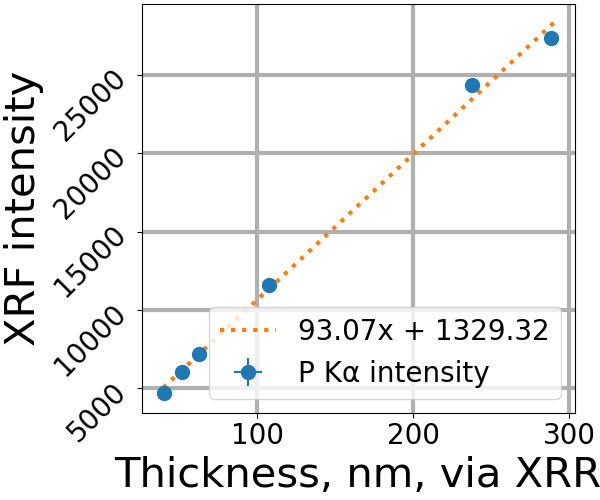 XRF intensity
25000
20000
15000
10000
5000
93.07x + 1329.32
P Kα intensity
100
200
300
Thickness, nm, via XRR